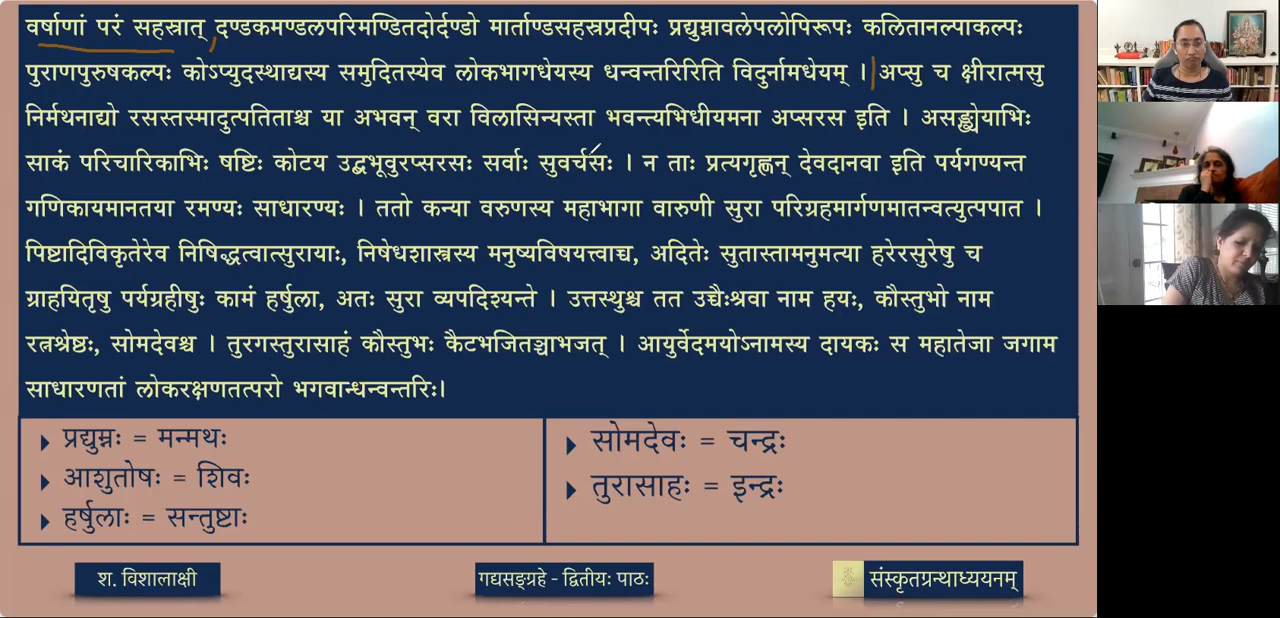 वर्षाणां परं सहस्रात् ,दण्डकमण्डलपरिमण्डितदोर्दण्डो मार्ताण्डसहस्रप्रदीपः प्रद्युम्नावलेपलोपिरूपः कलितानल्पाकल्पः
पुराणपुरुषकल्पः कोऽप्युदस्थाद्यस्य समुदितस्येव लोकभागधेयस्य धन्वन्तरिरिति विदुर्नामधेयम् । अप्सु च क्षीरात्मसु
निर्मथनाद्यो रसस्तस्मादुत्पतिताश्च या अभवन् वरा विलासिन्यस्ता भवन्त्यभिधीयमना अप्सरस इति । असङ्ख्येयाभिः
साकं परिचारिकाभिः षष्टिः कोटय उद्बभूवुरप्सरसः सर्वाः सुवर्चसः । न ताः प्रत्यगृह्णन् देवदानवा इति पर्यगण्यन्त
गणिकायमानतया रमण्यः साधारण्यः । ततो कन्या वरुणस्य महाभागा वारुणी सुरा परिग्रहमार्गणमातन्वत्युत्पपात ।
पिष्टादिविकृतेरेव निषिद्धत्वात्सुरायाः, निषेधशास्त्रस्य मनुष्यविषयत्त्वाच्च, अदितेः सुतास्तामनुमत्या हरेरसुरेषु च
ग्राहयितृषु पर्यग्रहीषुः कामं हर्षुला, अतः सुरा व्यपदिश्यन्ते । उत्तस्थुश्च तत उच्चैःश्रवा नाम हयः, कौस्तुभो नाम
रत्नश्रेष्ठः, सोमदेवश्च । तुरगस्तुरासाहं कौस्तुभः कैटभजितञ्चाभजत् । आयुर्वेदमयोऽनामस्य दायकः स महातेजा जगाम
साधारणतां लोकरक्षणतत्परो भगवान्धन्वन्तरिः।
प्रद्युम्नः = मन्मथः
आशुतोषः = शिवः
हर्षुलाः = सन्तुष्टाः
सोमदेवः = चन्द्रः
तुरासाहः = इन्द्रः
श. विशालाक्षी
गद्यसङ्ग्रहे - द्वितीयः पाठः
संस्कृतग्रन्थाध्ययनम्